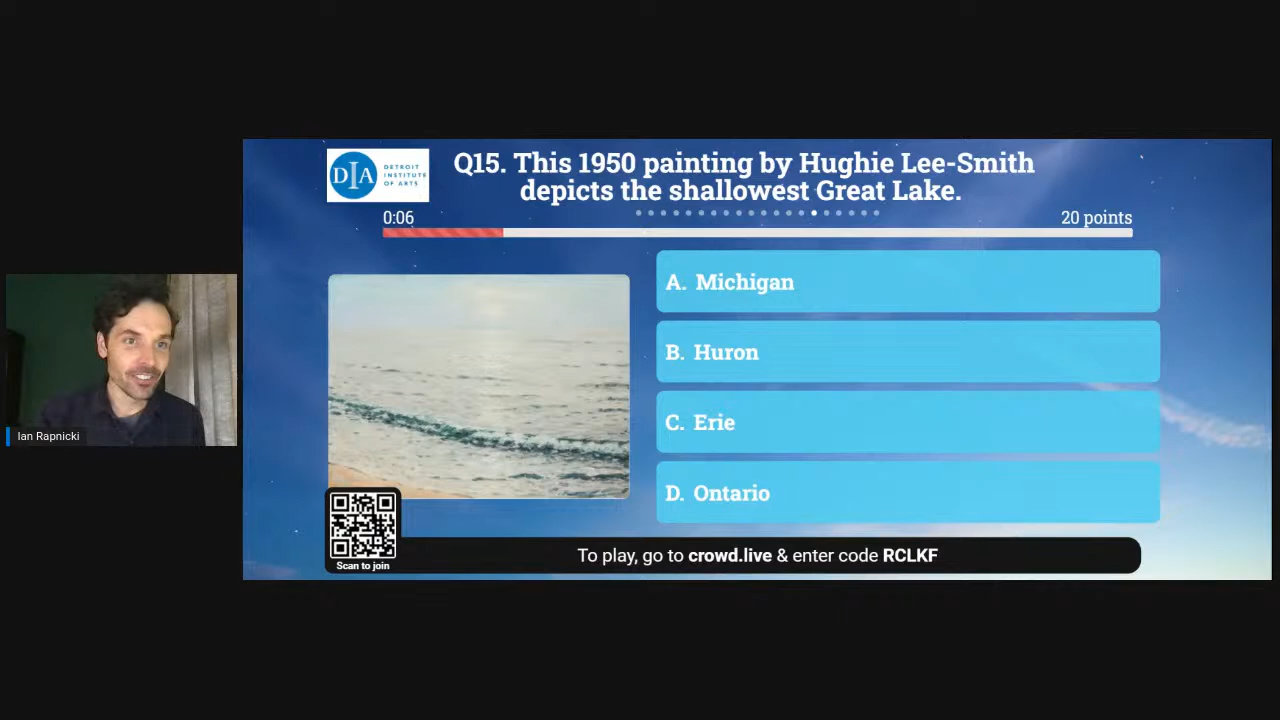 DIA
DETROIT
INSTITUTE
OF ARTS
Q15. This 1950 painting by Hughie Lee-Smith
depicts the shallowest Great Lake.
0:06
20 points
A. Michigan
B. Huron
C. Erie
D. Ontario
Ian Rapnicki
Scan to join
To play, go to crowd.live & enter code RCLKF